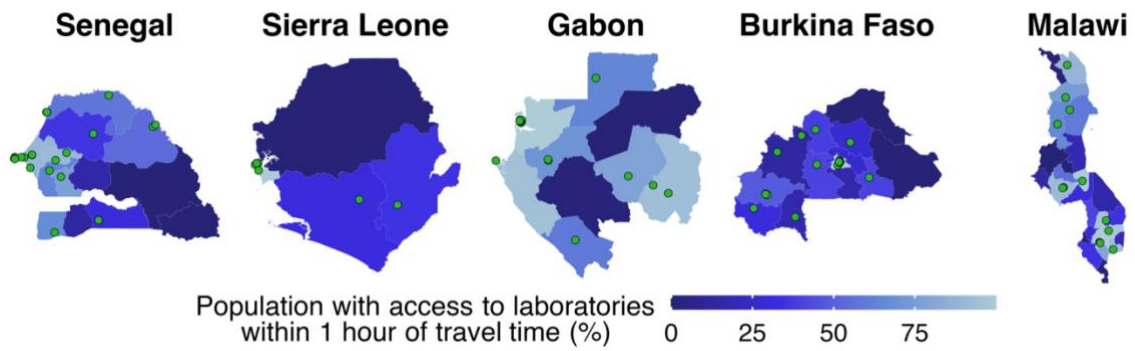 Senegal
Sierra Leone
Gabon
Burkina Faso
Malawi
Population with access to laboratories
within 1 hour of travel time (%)
0 25 50 75